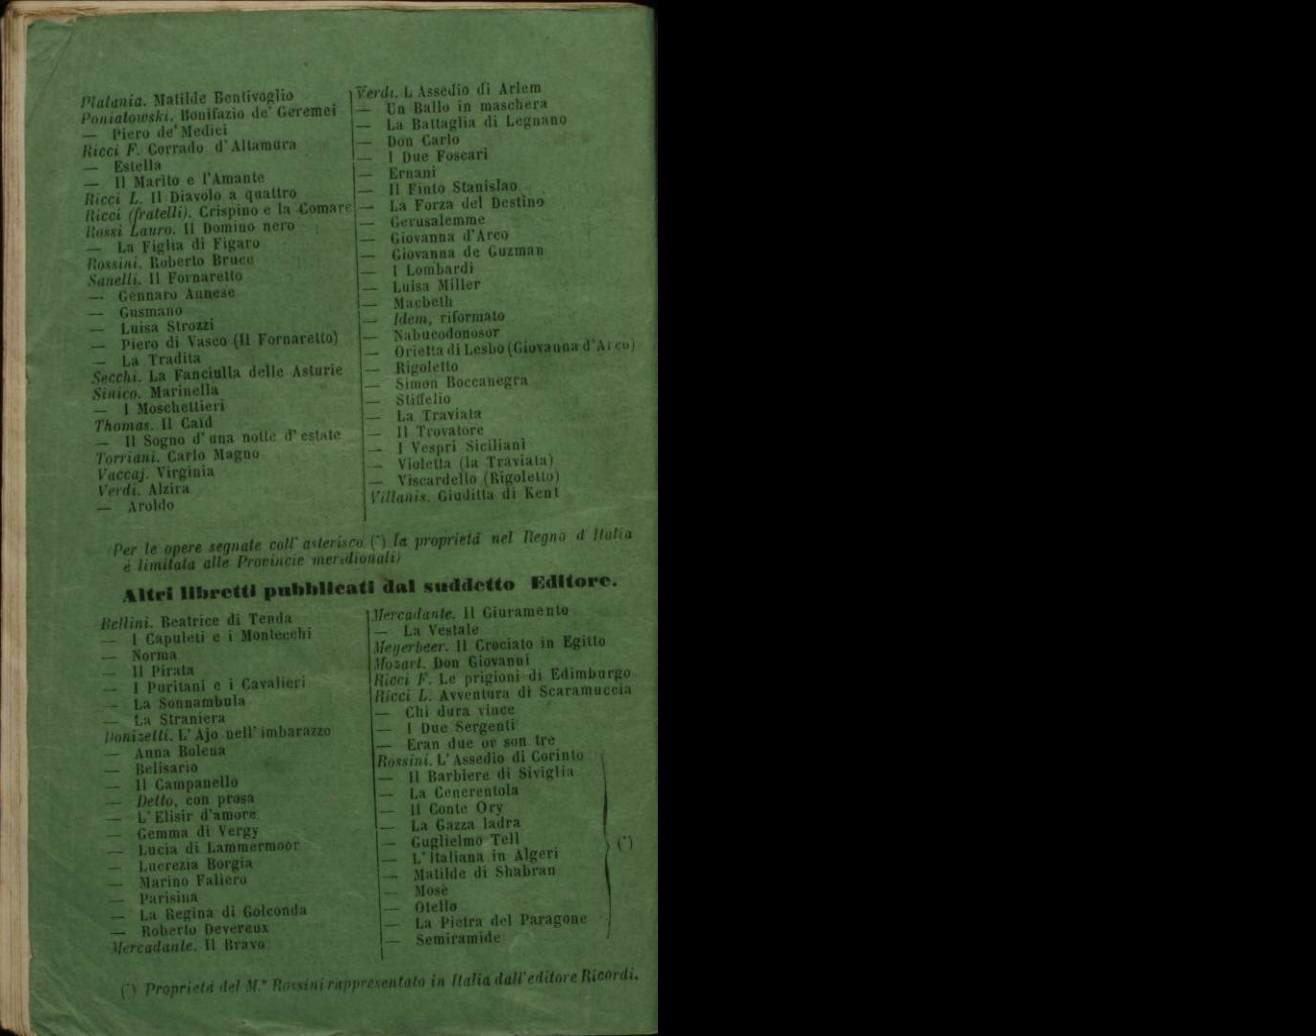 Platania. Matilde Bentivoglio
Poniatowski. Bonifazio de' Geremei
— Piero de' Medici
Ricci F. Corrado d'Altamura
— Estella
— Il Marito e l'Amante
Ricci L. Il Diavolo a quattro
Ricci (fratelli). Crispino e la Comare
Rossi Lauro. Il Domino nero
— La Figlia di Figaro
Rossini. Roberto Bruce
Sanelli. Il Fornaretto
— Gennaro Annese
— Gusmano
— Luisa Strozzi
— Piero di Vasco (Il Fornaretto)
— La Tradita
Secchi. La Fanciulla delle Asturie
Sinico. Marinella
— I Moschettieri
Thomas. Il Caïd
— Il Sogno d'una notte d'estate
Torriani. Carlo Magno
Vaccaj. Virginia
Verdi. Alzira
— Aroldo
Verdi. L'Assedio di Arlem
— Un Ballo in maschera
— La Battaglia di Legnano
— Don Carlo
— I Due Foscari
— Ernani
— Il Finto Stanislao
— La Forza del Destino
— Gerusalemme
— Giovanna d'Arco
— Giovanna de Guzman
— I Lombardi
— Luisa Miller
— Macbeth
— Idem, riformato
— Nabucodonosor
— Orietta di Lesbo (Giovanna d'Arco)
— Rigoletto
— Simon Boccanegra
— Stiffelio
— La Traviata
— Il Trovatore
— I Vespri Siciliani
— Violetta (la Traviata)
— Viscardello (Rigoletto)
Villanis. Giuditta di Kent
Per le opere segnate coll' asterisco (*) la proprietà nel Regno d'Italia
è limitata alle Provincie meridionali)
Altri libretti pubblicati dal suddetto Editore.
Bellini. Beatrice di Tenda
— I Capuleti e i Montecchi
— Norma
— Il Pirata
— I Puritani e i Cavalieri
— La Sonnambula
— La Straniera
Donizetti. L'Ajo nell'imbarazzo
— Anna Bolena
— Belisario
— Il Campanello
— Detto, con prosa
— L'Elisir d'amore
— Gemma di Vergy
— Lucia di Lammermoor
— Lucrezia Borgia
— Marino Faliero
— Parisina
— La Regina di Golconda
— Roberto Devereux
Mercadante. Il Bravo
Mercadante. Il Giuramento
— La Vestale
Meyerbeer. Il Crociato in Egitto
Mozart. Don Giovanni
Ricci F. Le prigioni di Edimburgo
Ricci L. Avventura di Scaramuccia
— Chi dura vince
— I Due Sergenti
— Eran due or son tre
Rossini. L'Assedio di Corinto
— Il Barbiere di Siviglia
— La Cenerentola
— Il Conte Ory
— La Gazza ladra
— Guglielmo Tell
— L'Italiana in Algeri
— Matilde di Shabran
— Mosè
— Otello
— La Pietra del Paragone
— Semiramide
(*)
(*) Proprietà del M.° Rossini rappresentato in Italia dall'editore Ricordi.